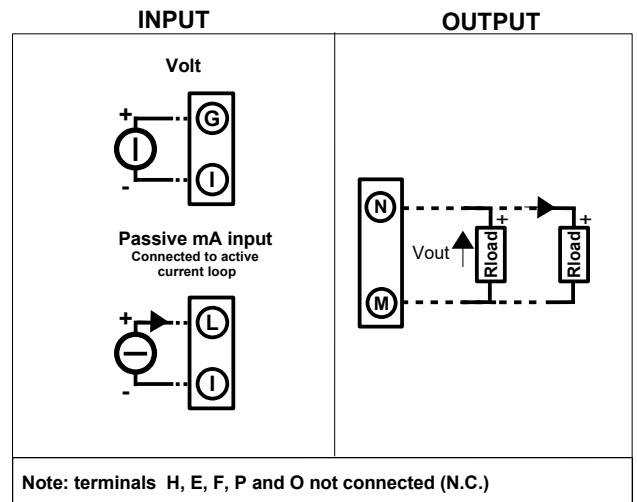 INPUT
OUTPUT
Volt
+
G
-
I
Passive mA input
Connected to active
current loop
+
L
-
I
N
M
Vout
Rload
+
Rload
+
Note: terminals H, E, F, P and O not connected (N.C.)